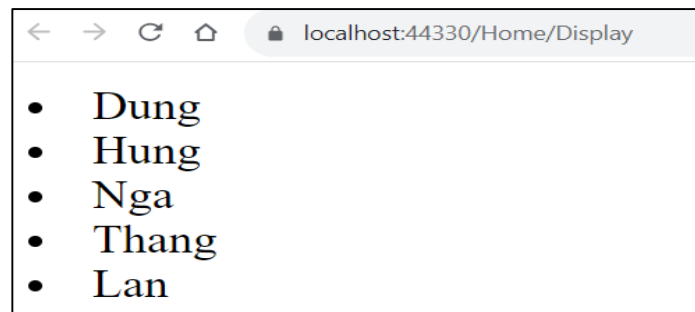 localhost:44330/Home/Display
• Dung
• Hung
• Nga
• Thang
• Lan